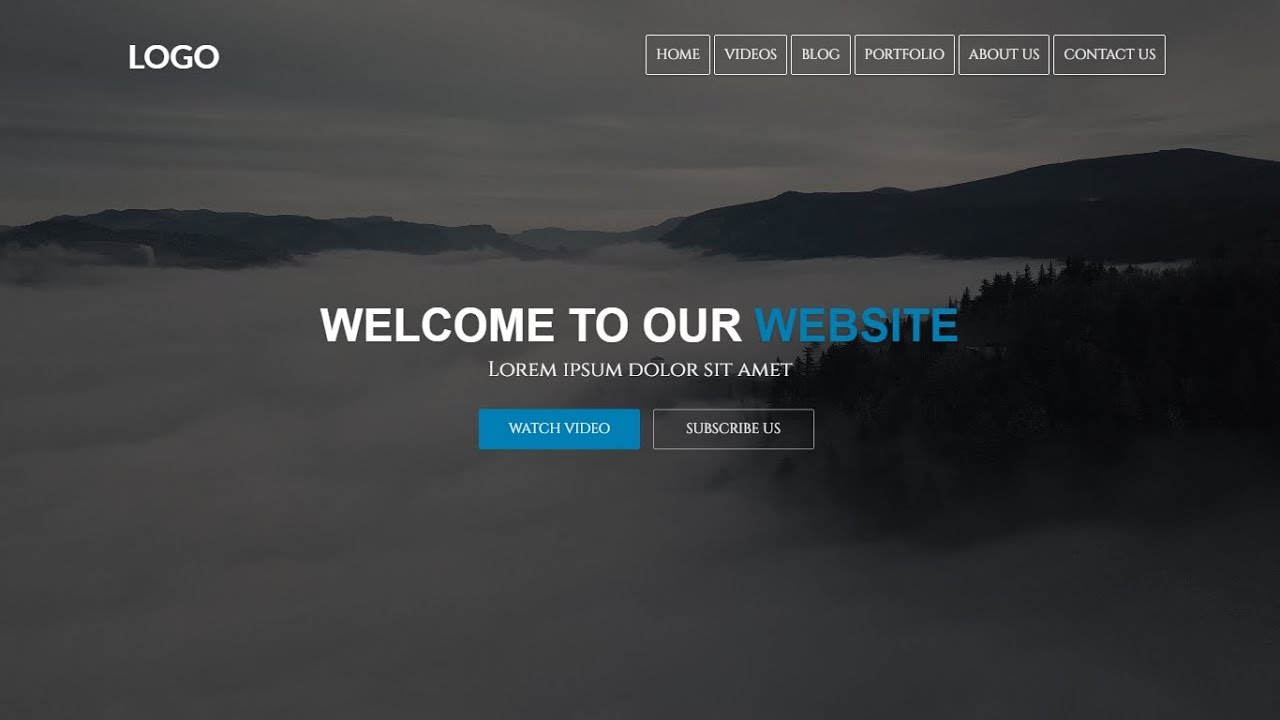 LOGO
HOME VIDEOS BLOG PORTFOLIO ABOUT US CONTACT US
WELCOME TO OUR WEBSITE
Lorem ipsum dolor sit amet
WATCH VIDEO SUBSCRIBE US